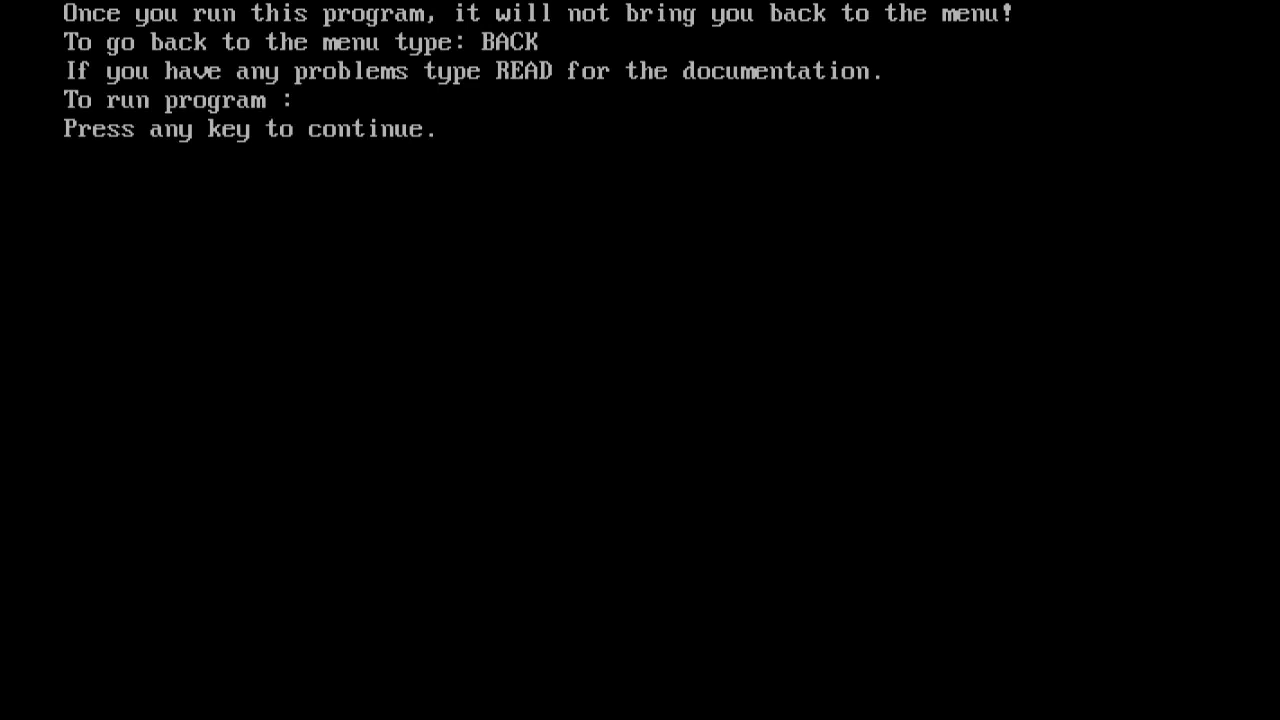 Once you run this program, it will not bring you back to the menu!
To go back to the menu type: BACK
If you have any problems type READ for the documentation.
To run program :
Press any key to continue.